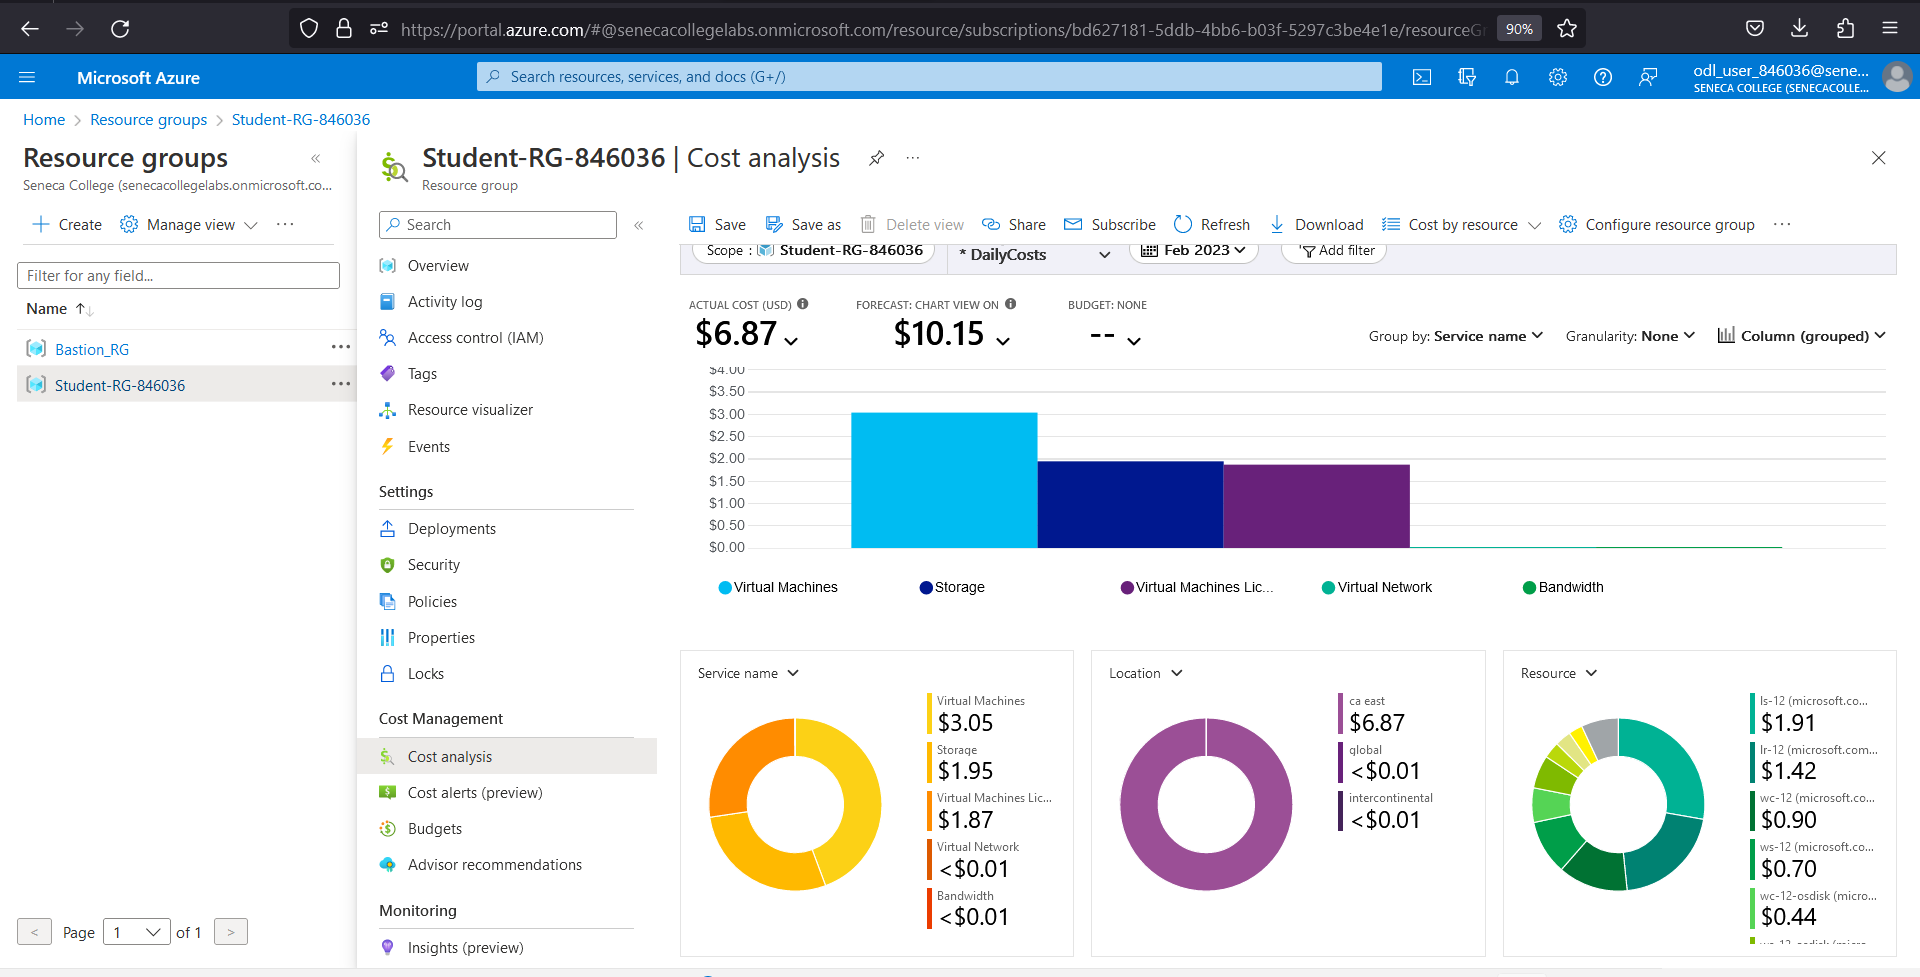 https://portal.azure.com/#@senecacollegelabs.onmicrosoft.com/resource/subscriptions/bd627181-5ddb-4bb6-b03f-5297c3be4e1e/resourceGr
90%
Microsoft Azure
Search resources, services, and docs (G+/)
odl_user_846036@sene...
SENECA COLLEGE (SENECACOLLE...
Home > Resource groups > Student-RG-846036
Resource groups
Seneca College (senecacollegelabs.onmicrosoft.co...
Create
Manage view
Filter for any field...
Name
Bastion_RG
Student-RG-846036
< Page 1 of 1 >
Student-RG-846036 | Cost analysis
Resource group
Search
Overview
Activity log
Access control (IAM)
Tags
Resource visualizer
Events
Settings
Deployments
Security
Policies
Properties
Locks
Cost Management
Cost analysis
Cost alerts (preview)
Budgets
Advisor recommendations
Monitoring
Insights (preview)
Save Save as Delete view Share Subscribe Refresh Download Cost by resource Configure resource group
Scope : Student-RG-846036
* DailyCosts
Feb 2023
Add filter
ACTUAL COST (USD)
$6.87
FORECAST: CHART VIEW ON
$10.15
BUDGET: NONE
--
Group by: Service name
Granularity: None
Column (grouped)
$4.00
$3.50
$3.00
$2.50
$2.00
$1.50
$1.00
$0.50
$0.00
Virtual Machines
Storage
Virtual Machines Lic...
Virtual Network
Bandwidth
Service name
Virtual Machines
$3.05
Storage
$1.95
Virtual Machines Lic...
$1.87
Virtual Network
<$0.01
Bandwidth
<$0.01
Location
ca east
$6.87
global
<$0.01
intercontinental
<$0.01
Resource
ls-12 (microsoft.co...
$1.91
lr-12 (microsoft.com...
$1.42
wc-12 (microsoft.co...
$0.90
ws-12 (microsoft.co...
$0.70
wc-12-osdisk (micro...
$0.44